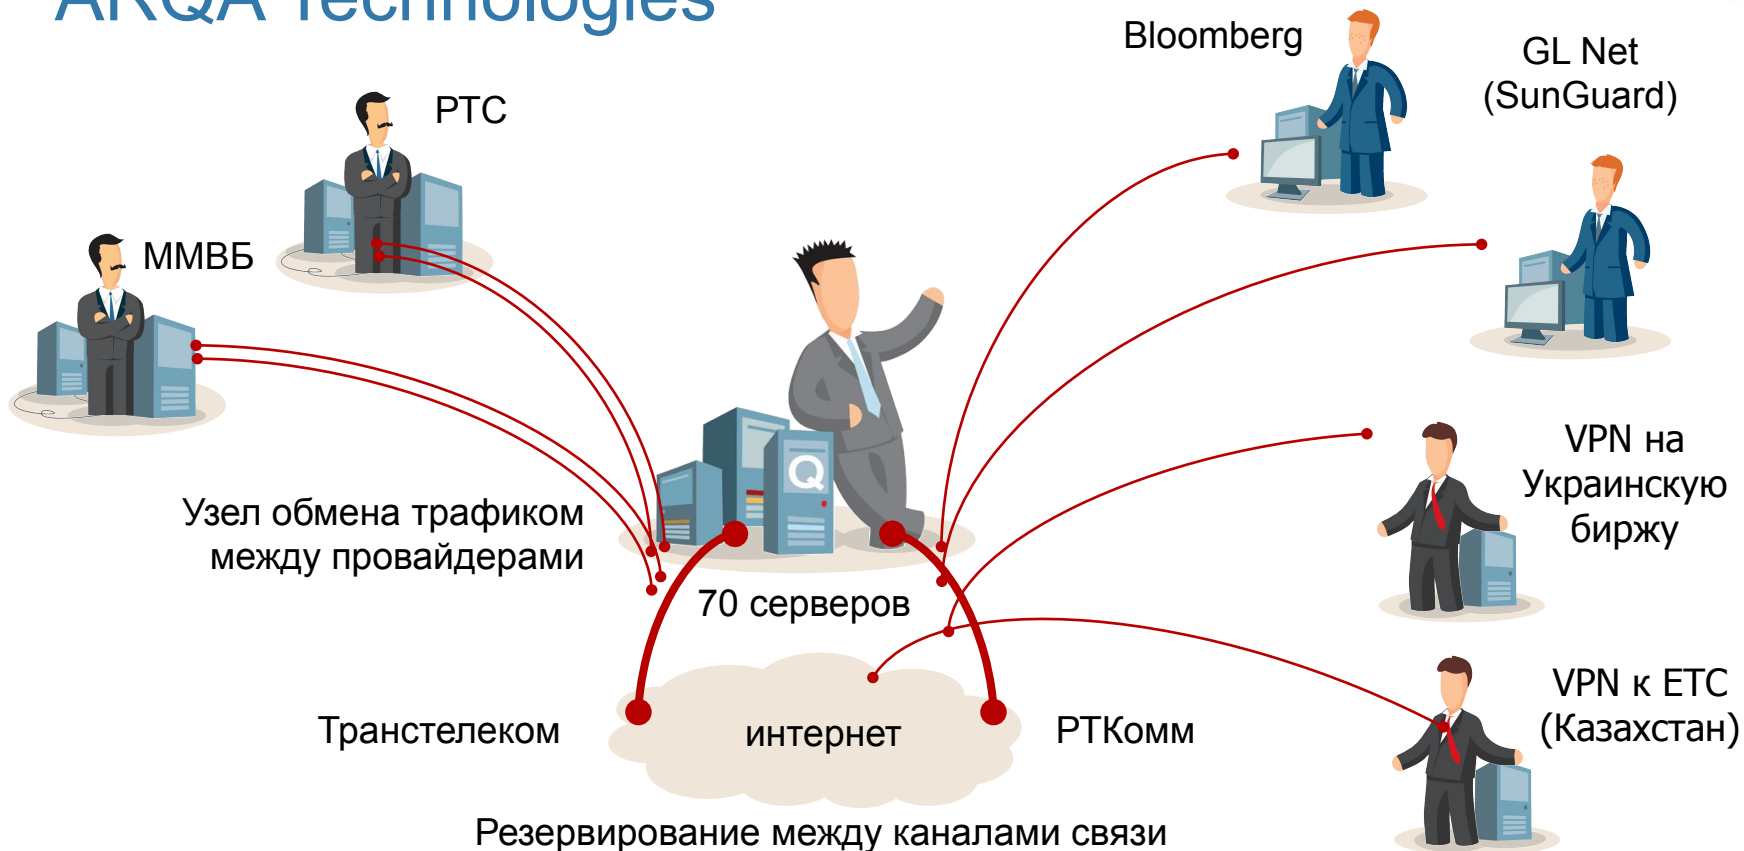 ARQA Technologies
Bloomberg
GL Net
(SunGuard)
РТС
ММВБ
Q
VPN на
Украинскую
биржу
Узел обмена трафиком
между провайдерами
70 серверов
VPN к ЕТС
(Казахстан)
Транстелеком
интернет
РТКомм
Резервирование между каналами связи